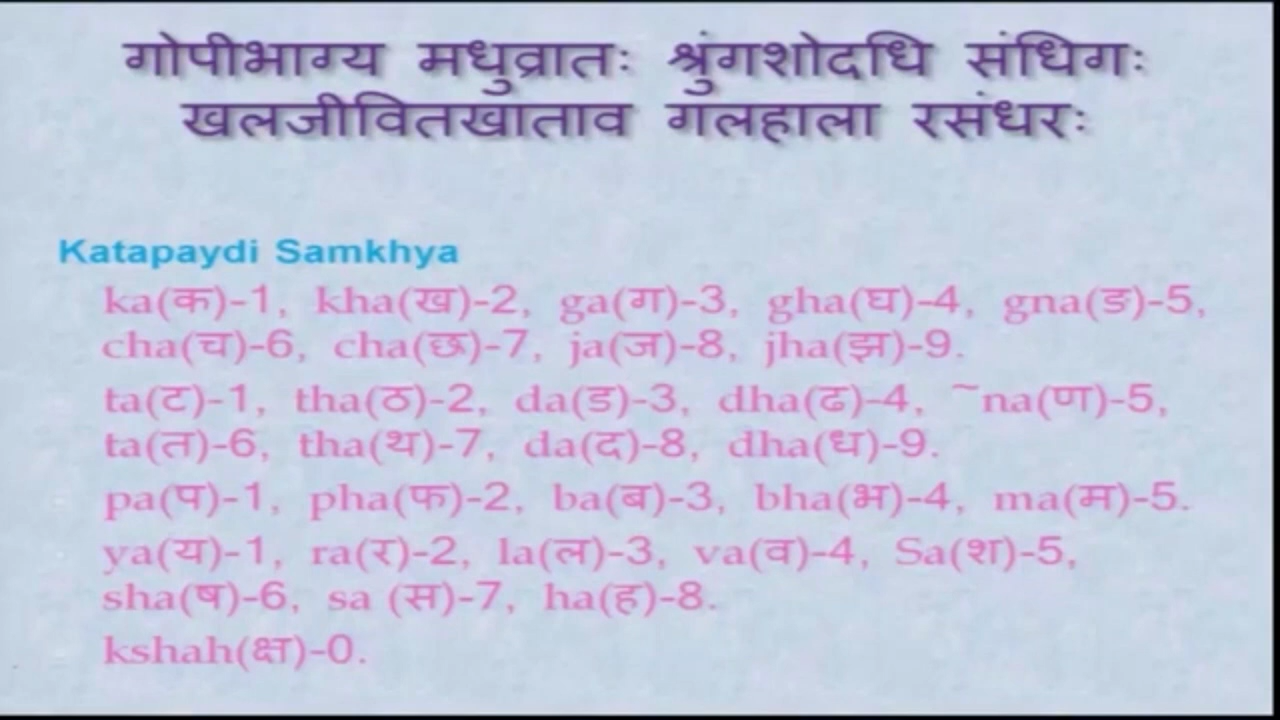 गोपीभाग्य मधुव्रातः श्रुंगशोदधि संधिगः
खलजीवितखाताव गलहाला रसंधरः
Katapaydi Samkhya
ka(क)-1, kha(ख)-2, ga(ग)-3, gha(घ)-4, gna(ङ)-5,
cha(च)-6, cha(छ)-7, ja(ज)-8, jha(झ)-9.
ta(ट)-1, tha(ठ)-2, da(ड)-3, dha(ढ)-4, ~na(ण)-5,
ta(त)-6, tha(थ)-7, da(द)-8, dha(ध)-9.
pa(प)-1, pha(फ)-2, ba(ब)-3, bha(भ)-4, ma(म)-5.
ya(य)-1, ra(र)-2, la(ल)-3, va(व)-4, Sa(श)-5,
sha(ष)-6, sa (स)-7, ha(ह)-8.
kshah(क्ष)-0.